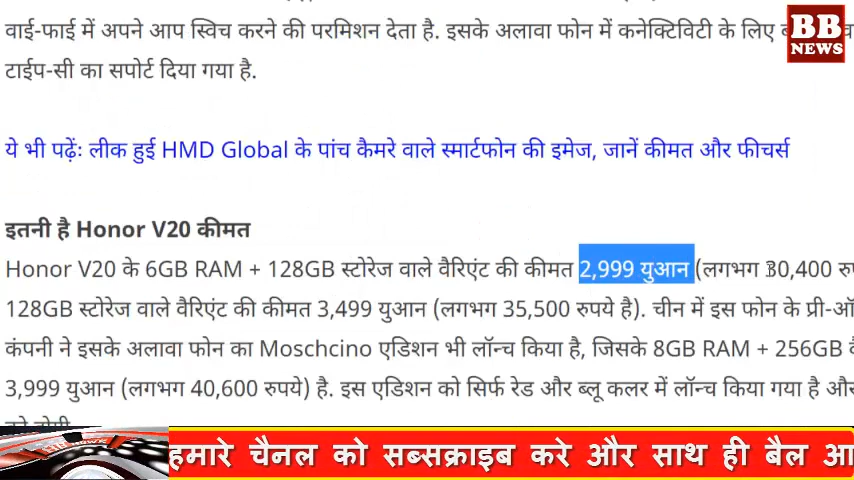 वाई-फाई में अपने आप स्विच करने की परमिशन देता है. इसके अलावा फोन में कनेक्टिविटी के लिए
BB
NEWS
टाईप-सी का सपोर्ट दिया गया है.
ये भी पढ़ेंः लीक हुई HMD Global के पांच कैमरे वाले स्मार्टफोन की इमेज, जानें कीमत और फीचर्स
इतनी है Honor V20 कीमत
Honor V20 के 6GB RAM + 128GB स्टोरेज वाले वैरिएंट की कीमत 2,999 युआन (लगभग 30,400
128GB स्टोरेज वाले वैरिएंट की कीमत 3,499 युआन (लगभग 35,500 रुपये है). चीन में इस फोन के
कंपनी ने इसके अलावा फोन का Moschcino एडिशन भी लॉन्च किया है, जिसके 8GB RAM + 256GB
3,999 युआन (लगभग 40,600 रुपये) है. इस एडिशन को सिर्फ रेड और ब्लू कलर में लॉन्च किया गया है
हमारे चैनल को सब्सक्राइब करे और साथ ही बैल